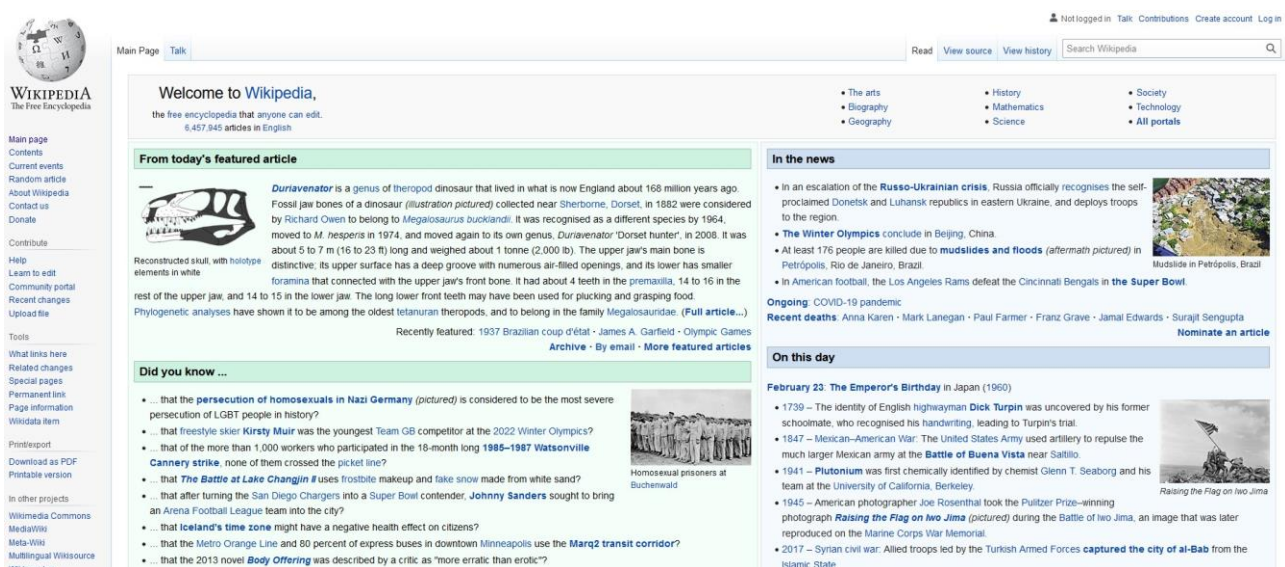 Not logged in Talk Contributions Create account Log in
WIKIPEDIA
The Free Encyclopedia
Main Page Talk
Read View source View history Search Wikipedia
Main page
Contents
Current events
Random article
About Wikipedia
Contact us
Donate
Contribute
Help
Learn to edit
Community portal
Recent changes
Upload file
Tools
What links here
Related changes
Special pages
Permanent link
Page information
Wikidata item
Print/export
Download as PDF
Printable version
In other projects
Wikimedia Commons
MediaWiki
Meta-Wiki
Multilingual Wikisource
Welcome to Wikipedia,
the free encyclopedia that anyone can edit.
6,457,945 articles in English
• The arts
• Biography
• Geography
• History
• Mathematics
• Science
• Society
• Technology
• All portals
From today's featured article
Reconstructed skull, with holotype
elements in white
Duriavenator is a genus of theropod dinosaur that lived in what is now England about 168 million years ago.
Fossil jaw bones of a dinosaur (illustration pictured) collected near Sherborne, Dorset, in 1882 were considered
by Richard Owen to belong to Megalosaurus bucklandii. It was recognised as a different species by 1964,
moved to M. hesperis in 1974, and moved again to its own genus, Duriavenator 'Dorset hunter', in 2008. It was
about 5 to 7 m (16 to 23 ft) long and weighed about 1 tonne (2,000 lb). The upper jaw's main bone is
distinctive; its upper surface has a deep groove with numerous air-filled openings, and its lower has smaller
foramina that connected with the upper jaw's front bone. It had about 4 teeth in the premaxilla, 14 to 16 in the
rest of the upper jaw, and 14 to 15 in the lower jaw. The long lower front teeth may have been used for plucking and grasping food.
Phylogenetic analyses have shown it to be among the oldest tetanuran theropods, and to belong in the family Megalosauridae. (Full article...)
Recently featured: 1937 Brazilian coup d'état · James A. Garfield · Olympic Games
Archive · By email · More featured articles
Did you know ...
• ... that the persecution of homosexuals in Nazi Germany (pictured) is considered to be the most severe
persecution of LGBT people in history?
• ... that freestyle skier Kirsty Muir was the youngest Team GB competitor at the 2022 Winter Olympics?
• ... that of the more than 1,000 workers who participated in the 18-month long 1985–1987 Watsonville
Cannery strike, none of them crossed the picket line?
• ... that The Battle at Lake Changjin II uses frostbite makeup and fake snow made from white sand?
• ... that after turning the San Diego Chargers into a Super Bowl contender, Johnny Sanders sought to bring
an Arena Football League team into the city?
• ... that Iceland's time zone might have a negative health effect on citizens?
• ... that the Metro Orange Line and 80 percent of express buses in downtown Minneapolis use the Marq2 transit corridor?
• ... that the 2013 novel Body Offering was described by a critic as "more erratic than erotic"?
Homosexual prisoners at
Buchenwald
In the news
• In an escalation of the Russo-Ukrainian crisis, Russia officially recognises the self-
proclaimed Donetsk and Luhansk republics in eastern Ukraine, and deploys troops
to the region.
• The Winter Olympics conclude in Beijing, China.
• At least 176 people are killed due to mudslides and floods (aftermath pictured) in
Petrópolis, Rio de Janeiro, Brazil.
• In American football, the Los Angeles Rams defeat the Cincinnati Bengals in the Super Bowl.
Mudslide in Petrópolis, Brazil
Ongoing: COVID-19 pandemic
Recent deaths: Anna Karen · Mark Lanegan · Paul Farmer · Franz Grave · Jamal Edwards · Surajit Sengupta
Nominate an article
On this day
February 23: The Emperor's Birthday in Japan (1960)
• 1739 – The identity of English highwayman Dick Turpin was uncovered by his former
schoolmate, who recognised his handwriting, leading to Turpin's trial.
• 1847 – Mexican–American War: The United States Army used artillery to repulse the
much larger Mexican army at the Battle of Buena Vista near Saltillo.
• 1941 – Plutonium was first chemically identified by chemist Glenn T. Seaborg and his
team at the University of California, Berkeley.
• 1945 – American photographer Joe Rosenthal took the Pulitzer Prize–winning
photograph Raising the Flag on Iwo Jima (pictured) during the Battle of Iwo Jima, an image that was later
reproduced on the Marine Corps War Memorial.
• 2017 – Syrian civil war: Allied troops led by the Turkish Armed Forces captured the city of al-Bab from the
Islamic State.
Raising the Flag on Iwo Jima